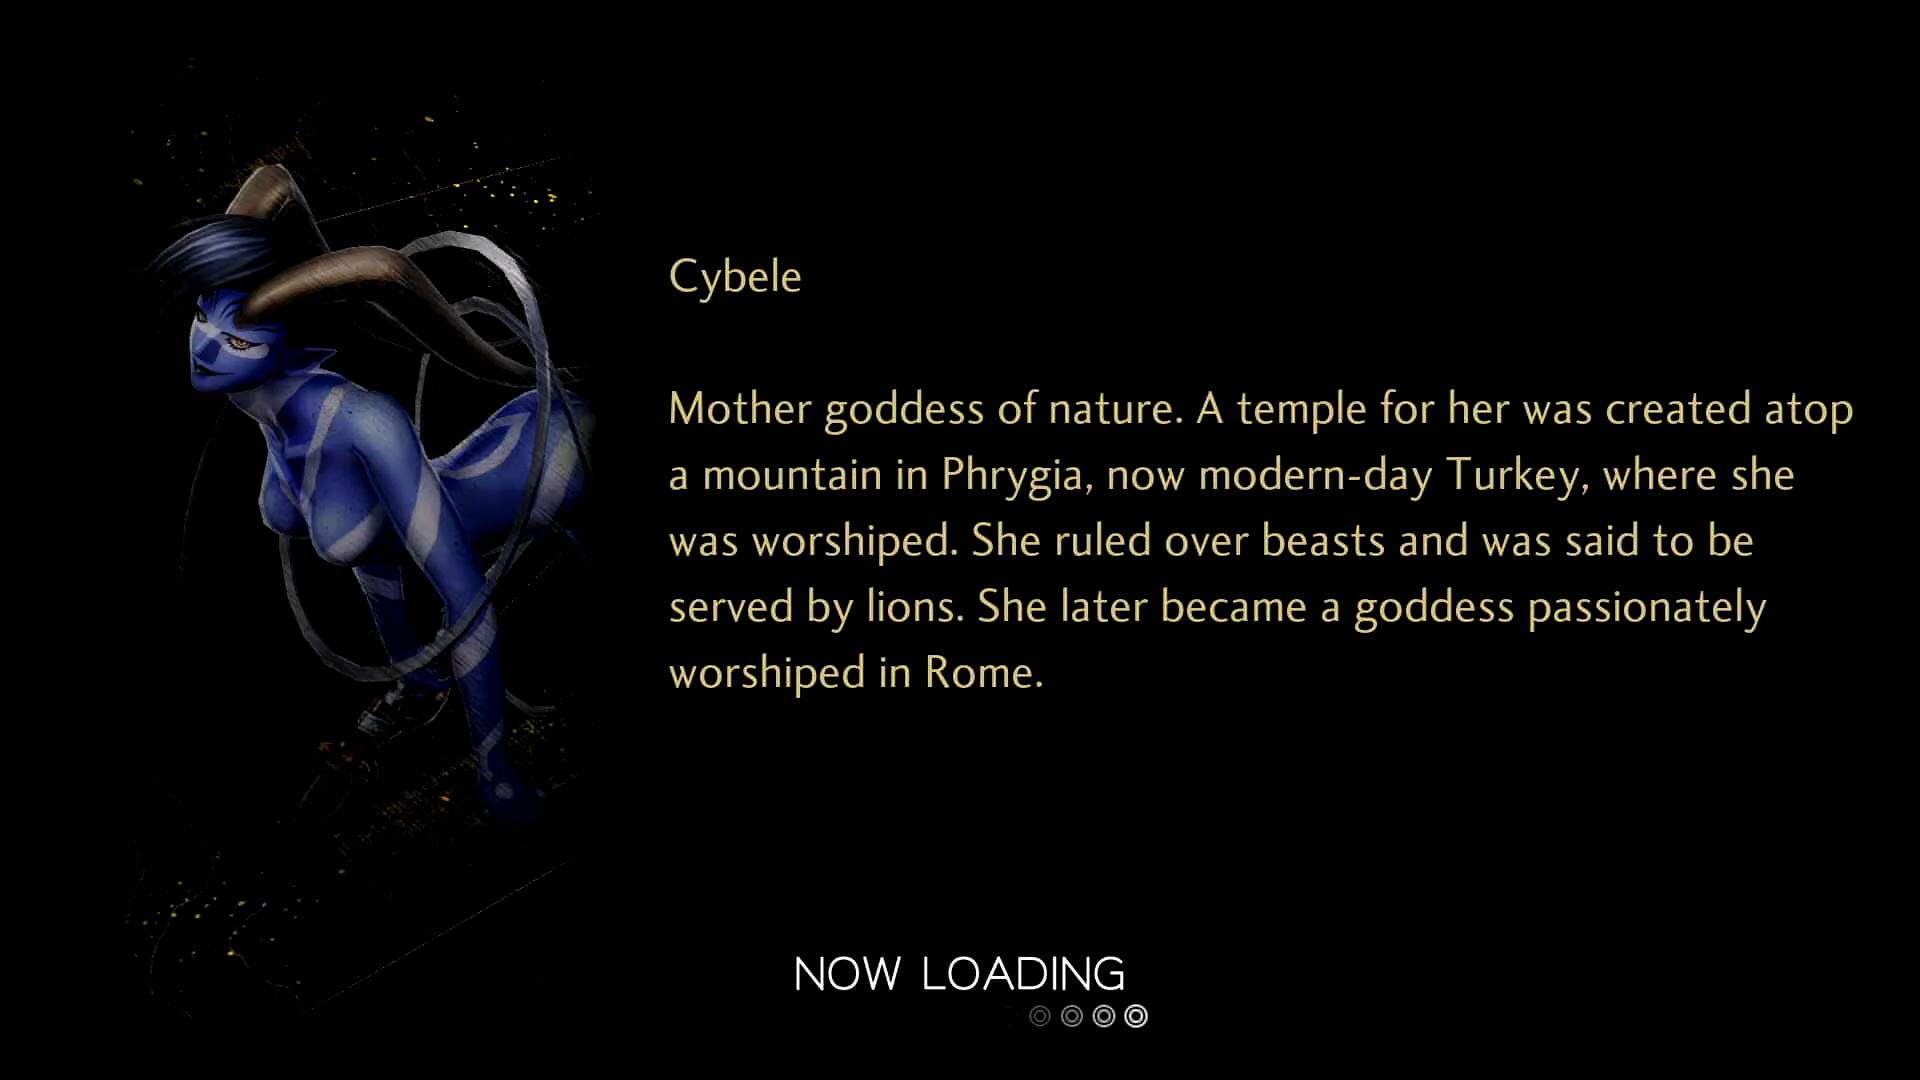 Cybele
Mother goddess of nature. A temple for her was created atop
a mountain in Phrygia, now modern-day Turkey, where she
was worshiped. She ruled over beasts and was said to be
served by lions. She later became a goddess passionately
worshiped in Rome.
NOW LOADING